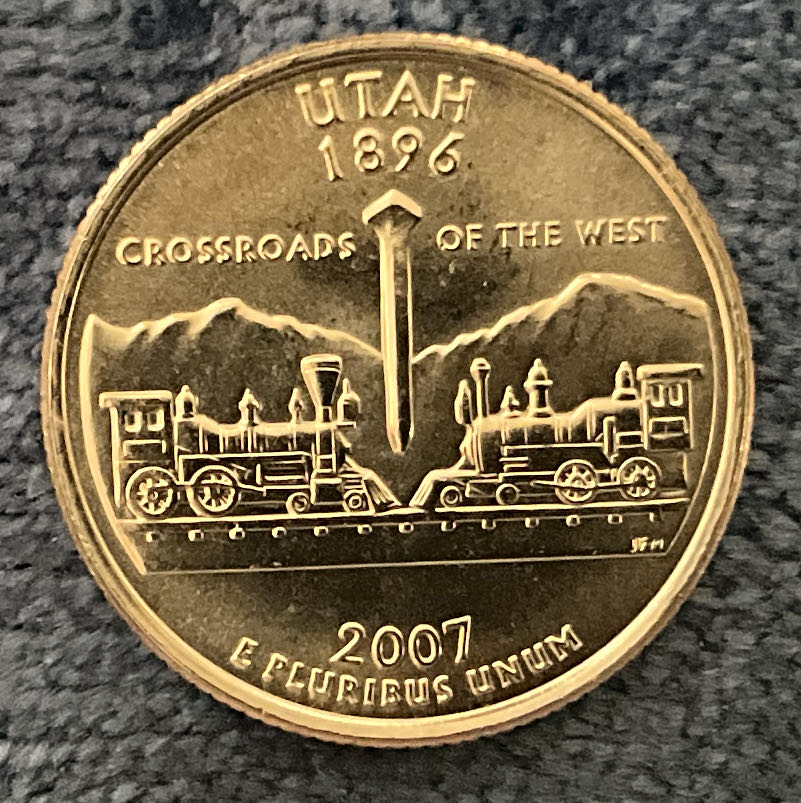 UTAH
1896
CROSSROADS OF THE WEST
2007
E PLURIBUS UNUM